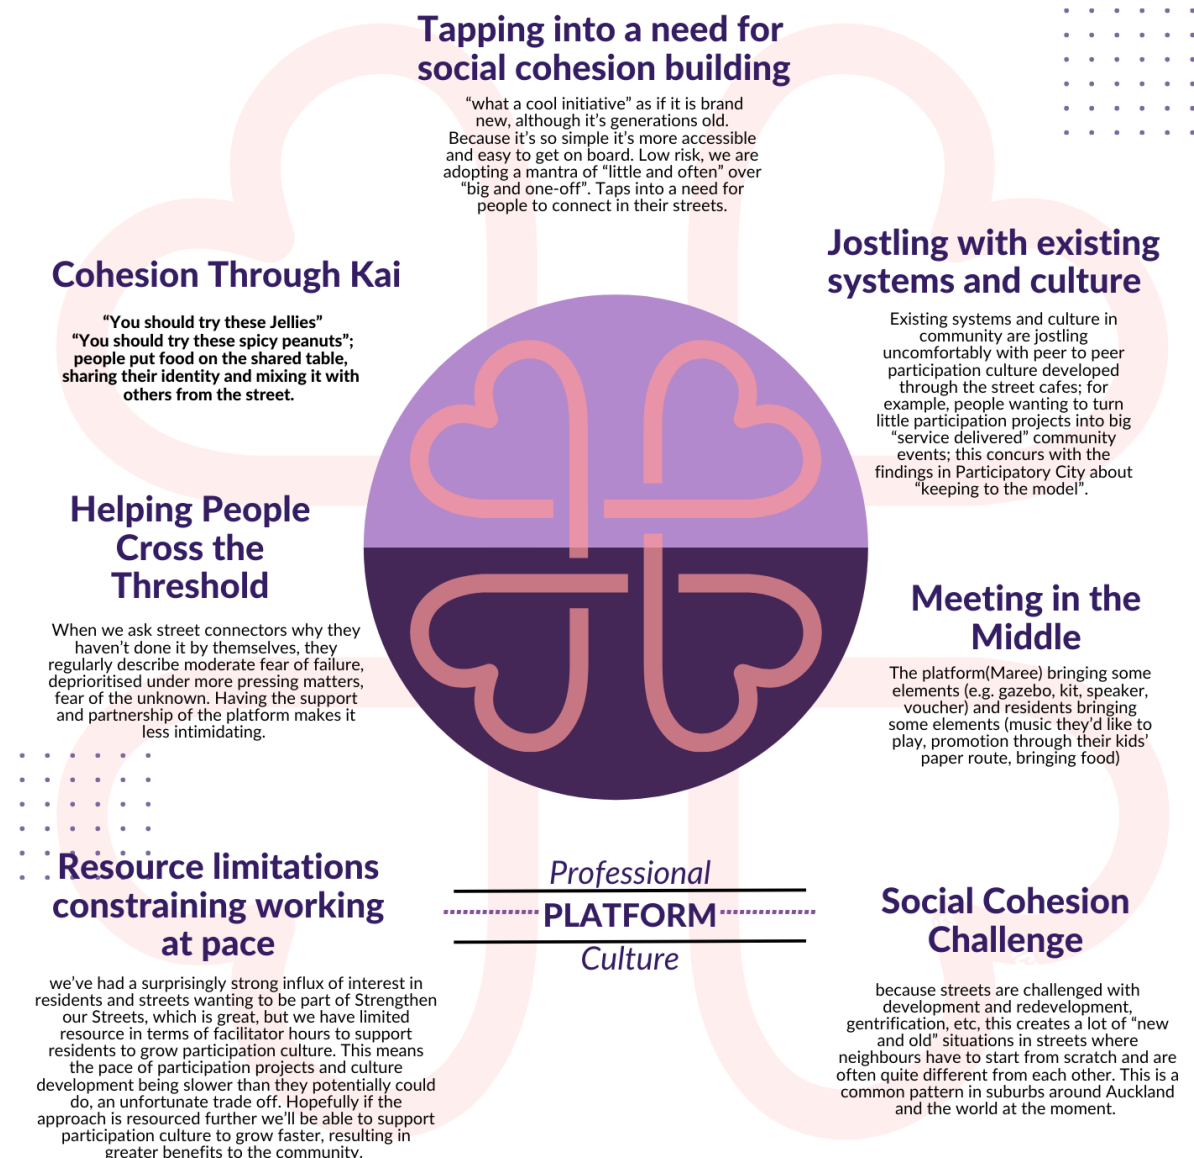 Tapping into a need for
social cohesion building
“what a cool initiative” as if it is brand
new, although it’s generations old.
Because it’s so simple it’s more accessible
and easy to get on board. Low risk, we are
adopting a mantra of “little and often” over
“big and one-off”. Taps into a need for
people to connect in their streets.
Cohesion Through Kai
“You should try these Jellies”
“You should try these spicy peanuts”;
people put food on the shared table,
sharing their identity and mixing it with
others from the street.
Jostling with existing
systems and culture
Existing systems and culture in
community are jostling
uncomfortably with peer to peer
participation culture developed
through the street cafes; for
example, people wanting to turn
little participation projects into big
“service delivered” community
events; this concurs with the
findings in Participatory City about
“keeping to the model”.
Helping People
Cross the
Threshold
When we ask street connectors why they
haven’t done it by themselves, they
regularly describe moderate fear of failure,
deprioritised under more pressing matters,
fear of the unknown. Having the support
and partnership of the platform makes it
less intimidating.
Meeting in the
Middle
The platform(Maree) bringing some
elements (e.g. gazebo, kit, speaker,
voucher) and residents bringing
some elements (music they’d like to
play, promotion through their kids’
paper route, bringing food)
Resource limitations
constraining working
at pace
we’ve had a surprisingly strong influx of interest in
residents and streets wanting to be part of Strengthen
our Streets, which is great, but we have limited
resource in terms of facilitator hours to support
residents to grow participation culture. This means
the pace of participation projects and culture
development being slower than they potentially could
do, an unfortunate trade off. Hopefully if the
approach is resourced further we’ll be able to support
participation culture to grow faster, resulting in
greater benefits to the community.
Professional
PLATFORM
Culture
Social Cohesion
Challenge
because streets are challenged with
development and redevelopment,
gentrification, etc, this creates a lot of “new
and old” situations in streets where
neighbours have to start from scratch and are
often quite different from each other. This is a
common pattern in suburbs around Auckland
and the world at the moment.